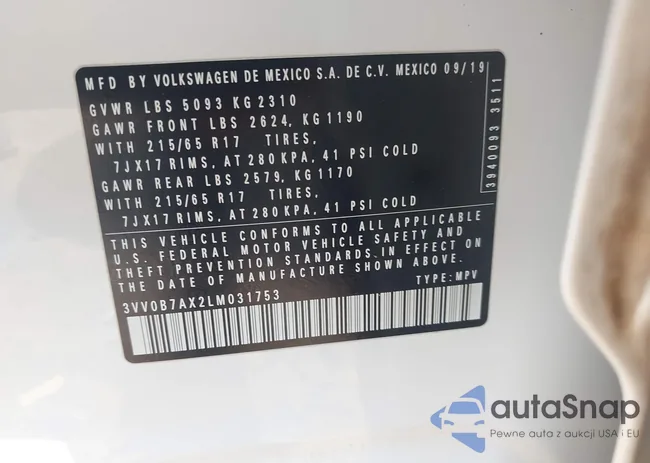 MFD BY VOLKSWAGEN DE MEXICO S.A. DE C.V. MEXICO 09/19
GVWR LBS 5093 KG 2310
GAWR FRONT LBS 2624, KG 1190
WITH 215/65 R17 TIRES,
7JX17 RIMS, AT 280 KPA, 41 PSI COLD
GAWR REAR LBS 2579, KG 1170
WITH 215/65 R17 TIRES,
7JX17 RIMS, AT 280 KPA, 41 PSI COLD
THIS VEHICLE CONFORMS TO ALL APPLICABLE
U.S. FEDERAL MOTOR VEHICLE SAFETY AND
THEFT PREVENTION STANDARDS IN EFFECT ON
THE DATE OF MANUFACTURE SHOWN ABOVE.
3VV0B7AX2LM031753 TYPE: MPV
3940093 3511
autaSnap
Pewne auta z aukcji USA i EU